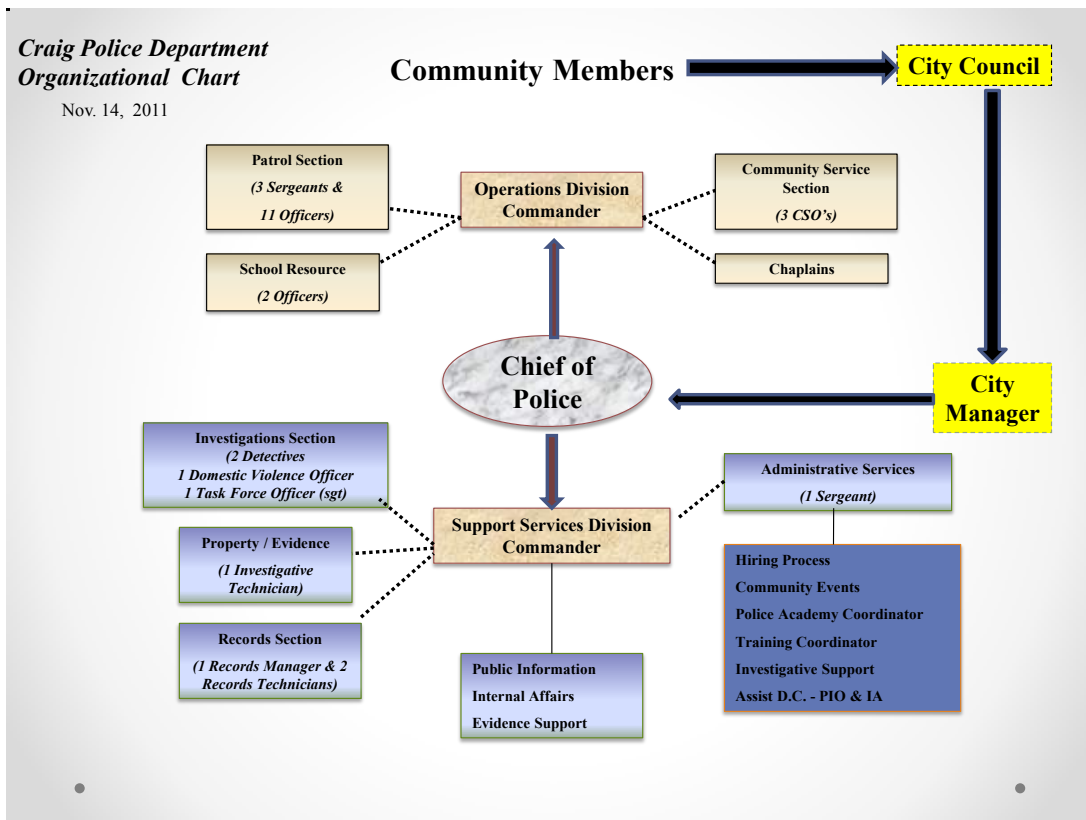 Craig Police Department
Organizational Chart
Nov. 14, 2011
Community Members
City Council
Patrol Section
(3 Sergeants &
11 Officers)
Operations Division
Commander
Community Service
Section
(3 CSO's)
School Resource
(2 Officers)
Chaplains
Chief of
Police
City
Manager
Investigations Section
(2 Detectives
1 Domestic Violence Officer
1 Task Force Officer (sgt)
Administrative Services
(1 Sergeant)
Support Services Division
Commander
Property / Evidence
(1 Investigative
Technician)
Records Section
(1 Records Manager & 2
Records Technicians)
Public Information
Internal Affairs
Evidence Support
Hiring Process
Community Events
Police Academy Coordinator
Training Coordinator
Investigative Support
Assist D.C. - PIO & IA